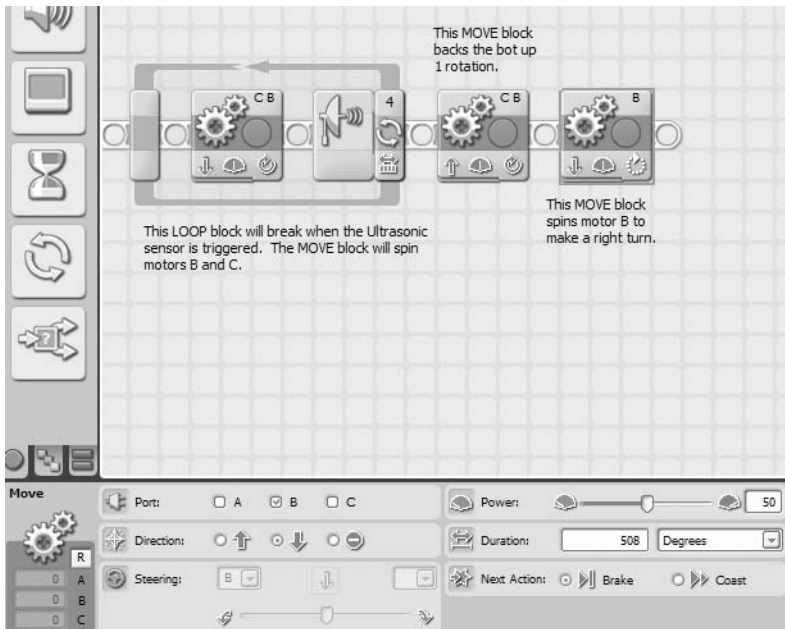 This MOVE block
backs the bot up
1 rotation.
C B
4
C B
B
This LOOP block will break when the Ultrasonic
sensor is triggered. The MOVE block will spin
motors B and C.
This MOVE block
spins motor B to
make a right turn.
Move
R
0 A
0 B
0 C
Port: A B C
Direction:
Steering: B
Power: 50
Duration: 508 Degrees
Next Action: Brake Coast